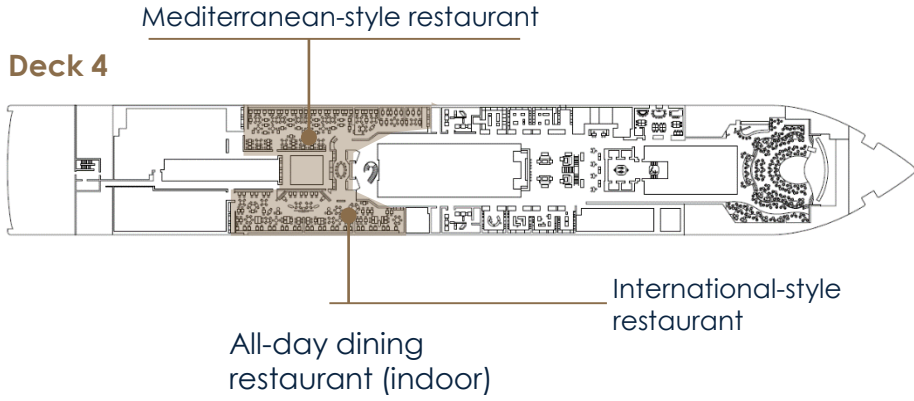 Mediterranean-style restaurant
Deck 4
International-style
restaurant
All-day dining
restaurant (indoor)